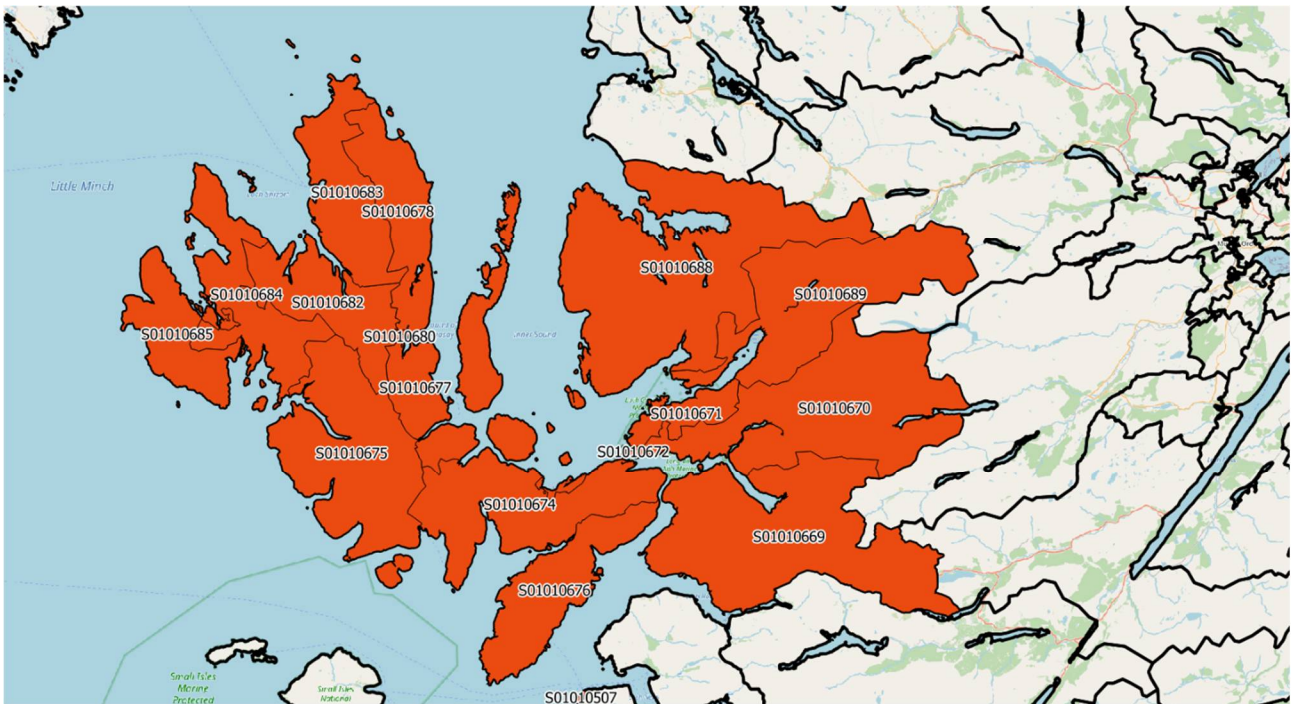 Little Minch
S01010683
S01010678
S01010688
S01010684
S01010682
S01010689
S01010685
S01010680
Inner Sound
S01010677
S01010671
S01010670
S01010675
S01010672
S01010674
S01010669
S01010676
Small Isles
Marine
Protected
Small Isles
National
S01010507